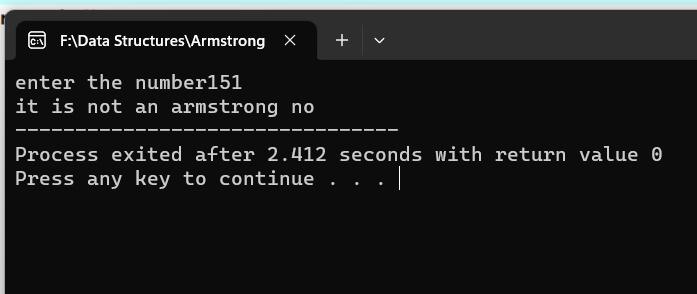 F:\Data Structures\Armstrong
enter the number151
it is not an armstrong no
--------------------------------
Process exited after 2.412 seconds with return value 0
Press any key to continue . . .